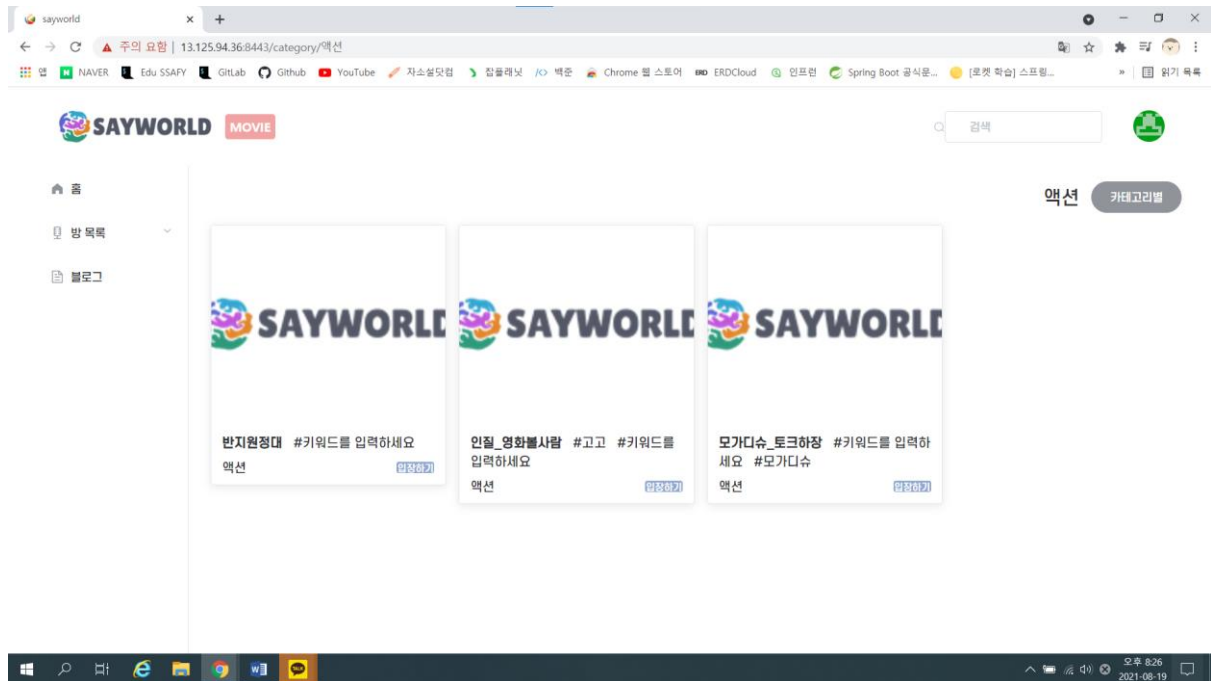 sayworld
주의 요함 | 13.125.94.36:8443/category/액션
앱 NAVER Edu SSAFY GitLab Github YouTube 자소설닷컴 잡플래닛 백준 Chrome 웹 스토어 ERDCloud 인프런 Spring Boot 공식문... [로켓 학습] 스프링... » 읽기 목록
SAYWORLD MOVIE
검색
홈
액션 카테고리별
방 목록
블로그
SAYWORLD SAYWORLD SAYWORLD
반지원정대 #키워드를 입력하세요
액션 입장하기
인질_영화볼사람 #고고 #키워드를
입력하세요
액션 입장하기
모가디슈_토크하장 #키워드를 입력하
세요 #모가디슈
액션 입장하기
오후 8:26
2021-08-19